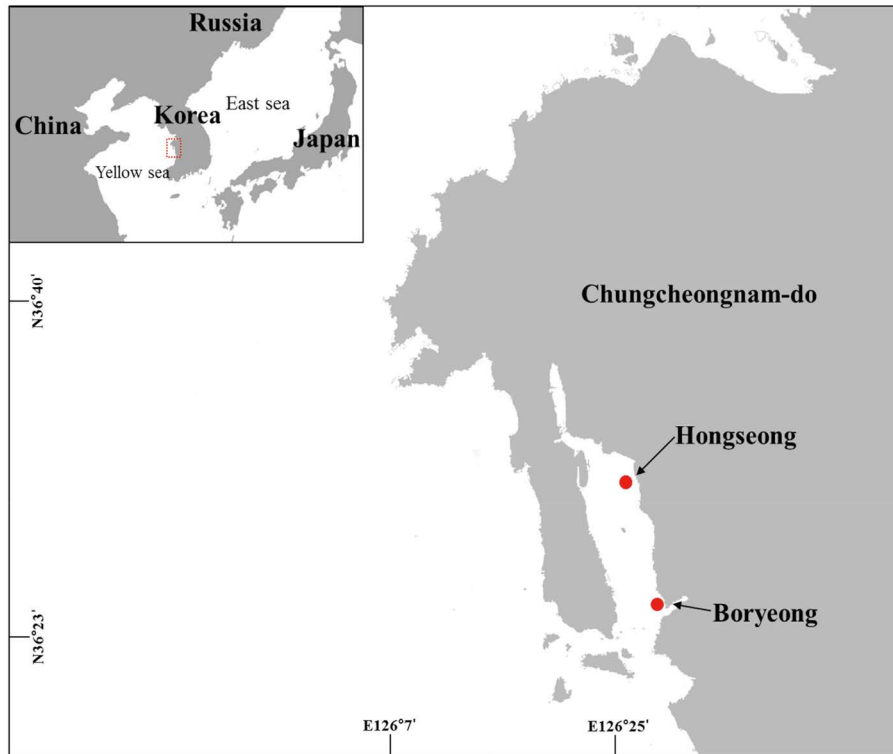 Russia
East sea
Korea
China
Japan
Yellow sea
N36°40'
Chungcheongnam-do
Hongseong
Boryeong
N36°23'
E126°7'
E126°25'